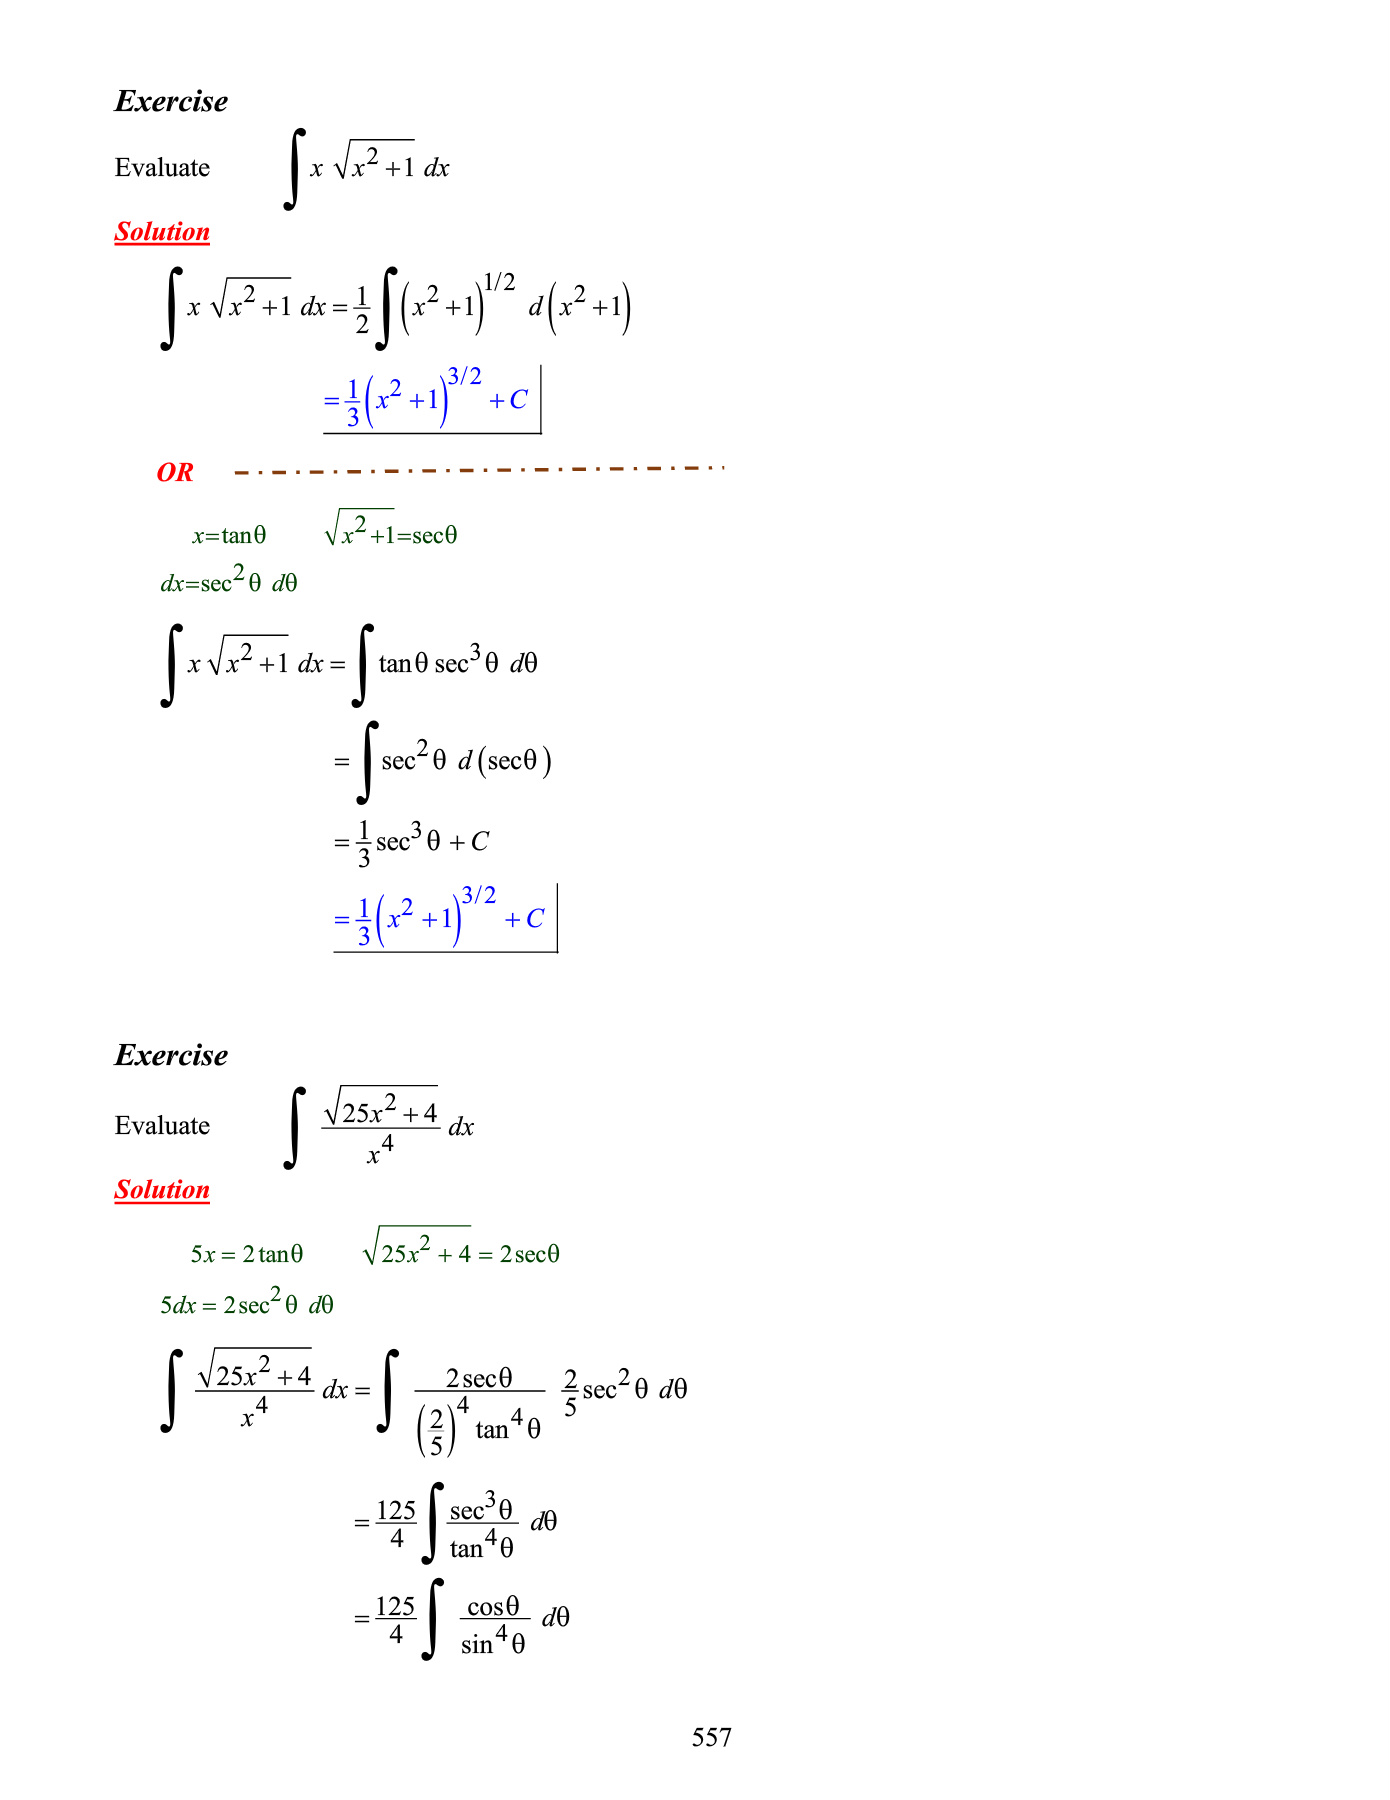 Exercise
Evaluate ∫ x √(x² + 1) dx
Solution
∫ x √(x² + 1) dx = 1/2 ∫ (x² + 1)^(1/2) d(x² + 1)
= 1/3 (x² + 1)^(3/2) + C
OR
x = tanθ √(x² + 1) = secθ
dx = sec²θ dθ
∫ x √(x² + 1) dx = ∫ tanθ sec³θ dθ
= ∫ sec²θ d(secθ)
= 1/3 sec³θ + C
= 1/3 (x² + 1)^(3/2) + C
Exercise
Evaluate ∫ √(25x² + 4) / x⁴ dx
Solution
5x = 2 tanθ √(25x² + 4) = 2 secθ
5dx = 2 sec²θ dθ
∫ √(25x² + 4) / x⁴ dx = ∫ 2 secθ / ((2/5)⁴ tan⁴θ) 2/5 sec²θ dθ
= 125/4 ∫ sec³θ / tan⁴θ dθ
= 125/4 ∫ cosθ / sin⁴θ dθ
557